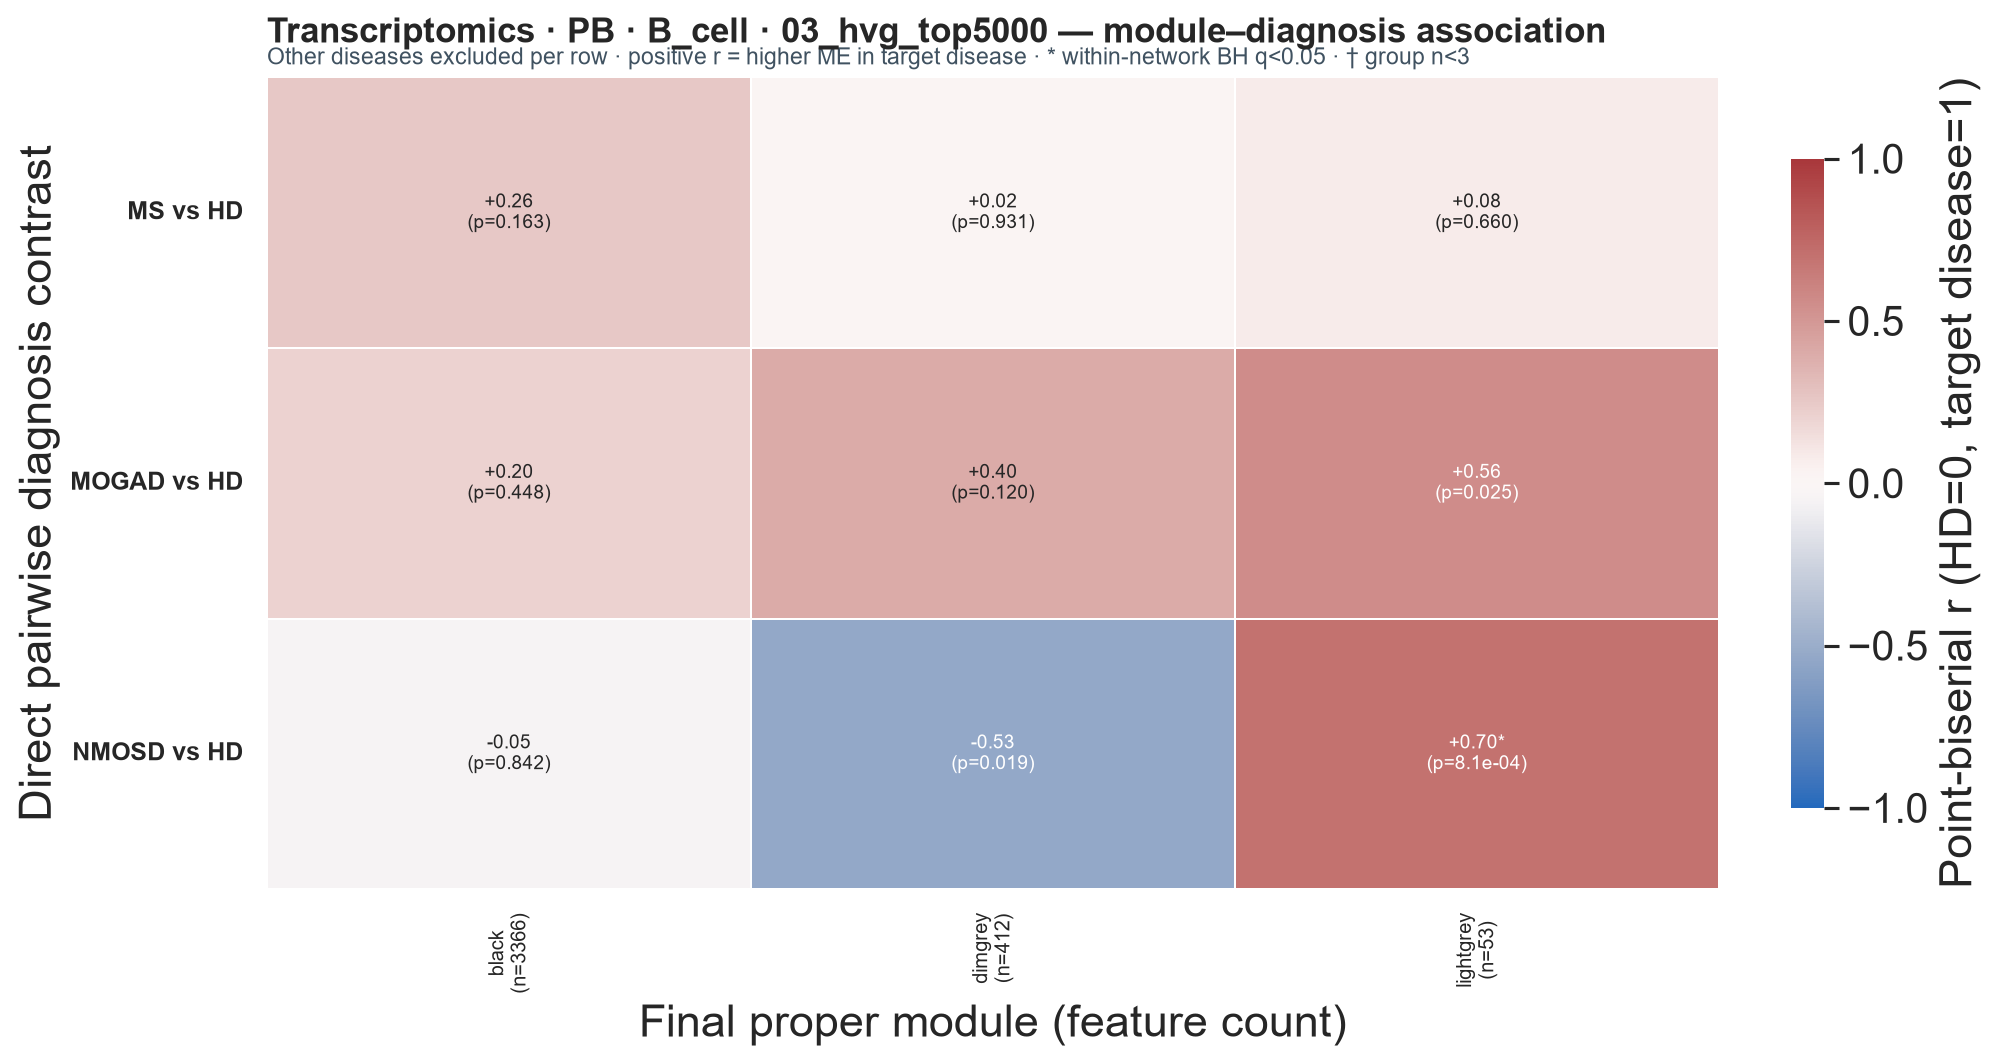 Transcriptomics · PB · B_cell · 03_hvg_top5000 — module–diagnosis association
Other diseases excluded per row · positive r = higher ME in target disease · * within-network BH q<0.05 · † group n<3
Direct pairwise diagnosis contrast
MS vs HD
+0.26
(p=0.163)
+0.02
(p=0.931)
+0.08
(p=0.660)
MOGAD vs HD
+0.20
(p=0.448)
+0.40
(p=0.120)
+0.56
(p=0.025)
NMOSD vs HD
-0.05
(p=0.842)
-0.53
(p=0.019)
+0.70*
(p=8.1e-04)
black
(n=3366)
dimgrey
(n=412)
lightgrey
(n=53)
Final proper module (feature count)
1.0
0.5
0.0
−0.5
−1.0
Point-biserial r (HD=0, target disease=1)